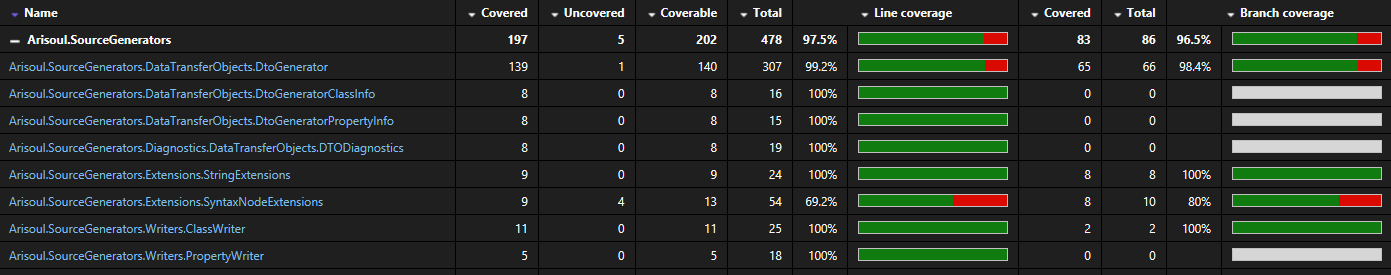 Name Covered Uncovered Coverable Total Line coverage Covered Total Branch coverage
Arisoul.SourceGenerators 197 5 202 478 97.5% 83 86 96.5%
Arisoul.SourceGenerators.DataTransferObjects.DtoGenerator 139 1 140 307 99.2% 65 66 98.4%
Arisoul.SourceGenerators.DataTransferObjects.DtoGeneratorClassInfo 8 0 8 16 100% 0 0
Arisoul.SourceGenerators.DataTransferObjects.DtoGeneratorPropertyInfo 8 0 8 15 100% 0 0
Arisoul.SourceGenerators.Diagnostics.DataTransferObjects.DTODiagnostics 8 0 8 19 100% 0 0
Arisoul.SourceGenerators.Extensions.StringExtensions 9 0 9 24 100% 8 8 100%
Arisoul.SourceGenerators.Extensions.SyntaxNodeExtensions 9 4 13 54 69.2% 8 10 80%
Arisoul.SourceGenerators.Writers.ClassWriter 11 0 11 25 100% 2 2 100%
Arisoul.SourceGenerators.Writers.PropertyWriter 5 0 5 18 100% 0 0